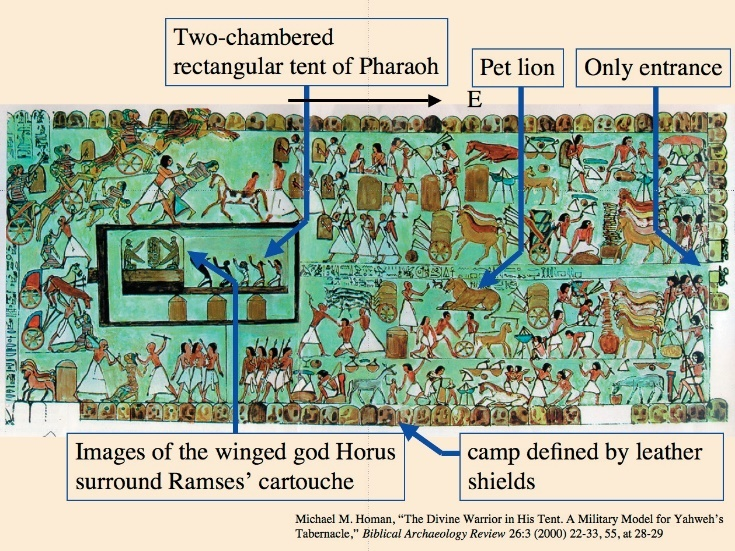 Two-chambered
rectangular tent of Pharaoh
Pet lion
Only entrance
E
Images of the winged god Horus
surround Ramses’ cartouche
camp defined by leather
shields
Michael M. Homan, “The Divine Warrior in His Tent. A Military Model for Yahweh’s
Tabernacle,” Biblical Archaeology Review 26:3 (2000) 22-33, 55, at 28-29